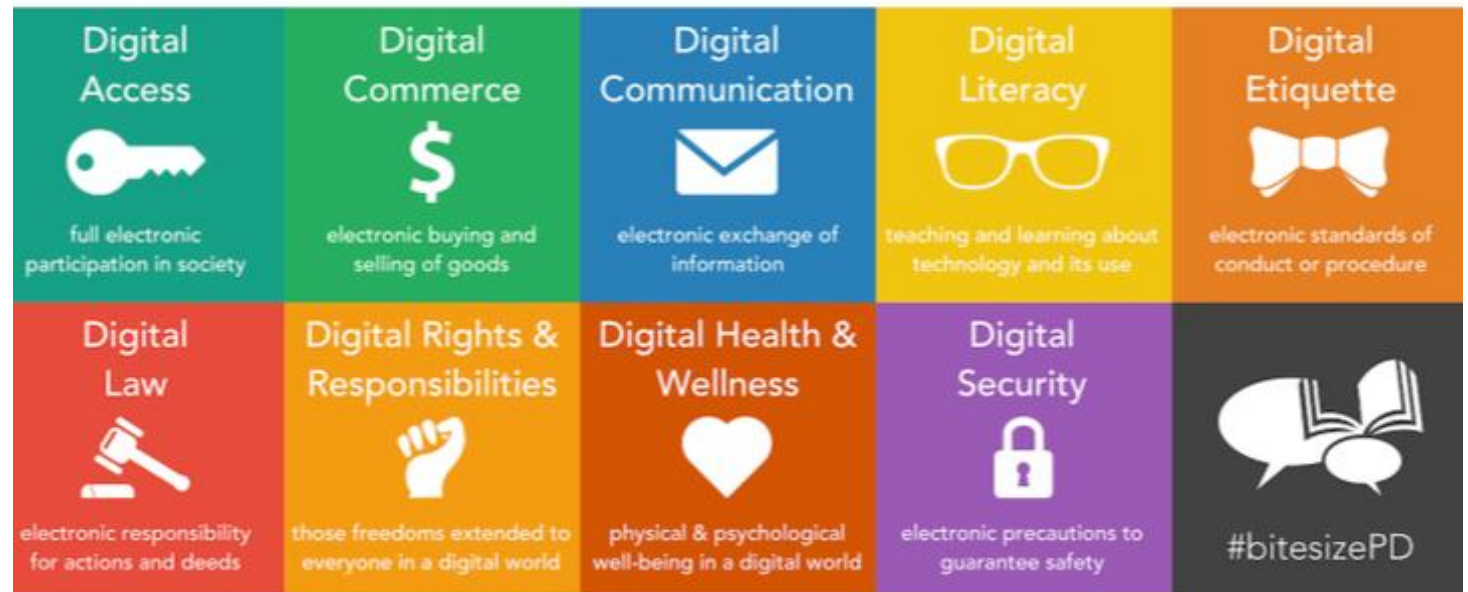 Digital
Access
full electronic
participation in society
Digital
Commerce
$
electronic buying and
selling of goods
Digital
Communication
electronic exchange of
information
Digital
Literacy
teaching and learning about
technology and its use
Digital
Etiquette
electronic standards of
conduct or procedure
Digital
Law
electronic responsibility
for actions and deeds
Digital Rights &
Responsibilities
those freedoms extended to
everyone in a digital world
Digital Health &
Wellness
physical & psychological
well-being in a digital world
Digital
Security
electronic precautions to
guarantee safety
#bitesizePD